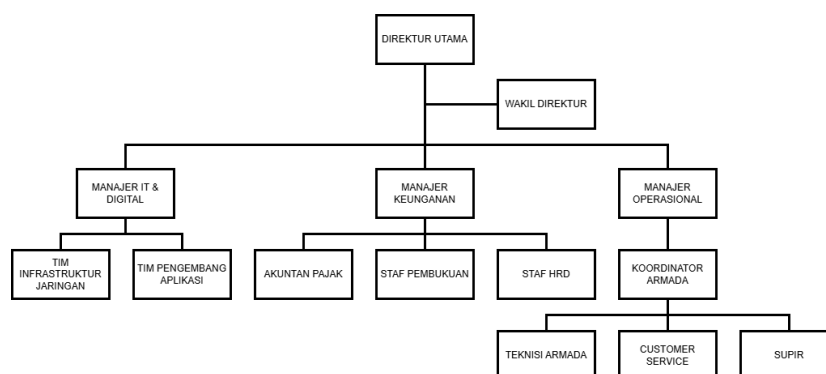 DIREKTUR UTAMA
WAKIL DIREKTUR
MANAJER IT &
DIGITAL
MANAJER
KEUNGANAN
MANAJER
OPERASIONAL
TIM
INFRASTRUKTUR
JARINGAN
TIM PENGEMBANG
APLIKASI
AKUNTAN PAJAK
STAF PEMBUKUAN
STAF HRD
KOORDINATOR
ARMADA
TEKNISI ARMADA
CUSTOMER
SERVICE
SUPIR